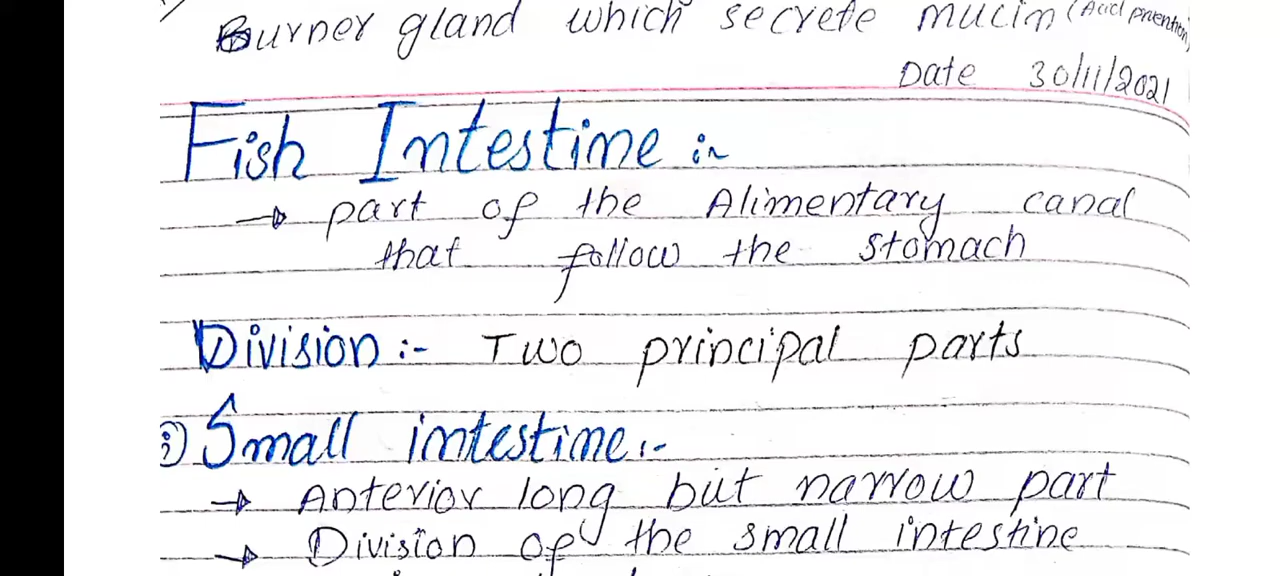 Burner gland which secrete mucin (Acid prvention)
Date 30/11/2021
Fish Intestine :-
→ part of the Alimentary canal
that follow the stomach
Division :- Two principal parts
i) Small intestine :-
→ Anterior long but narrow part
→ Division of the small intestine